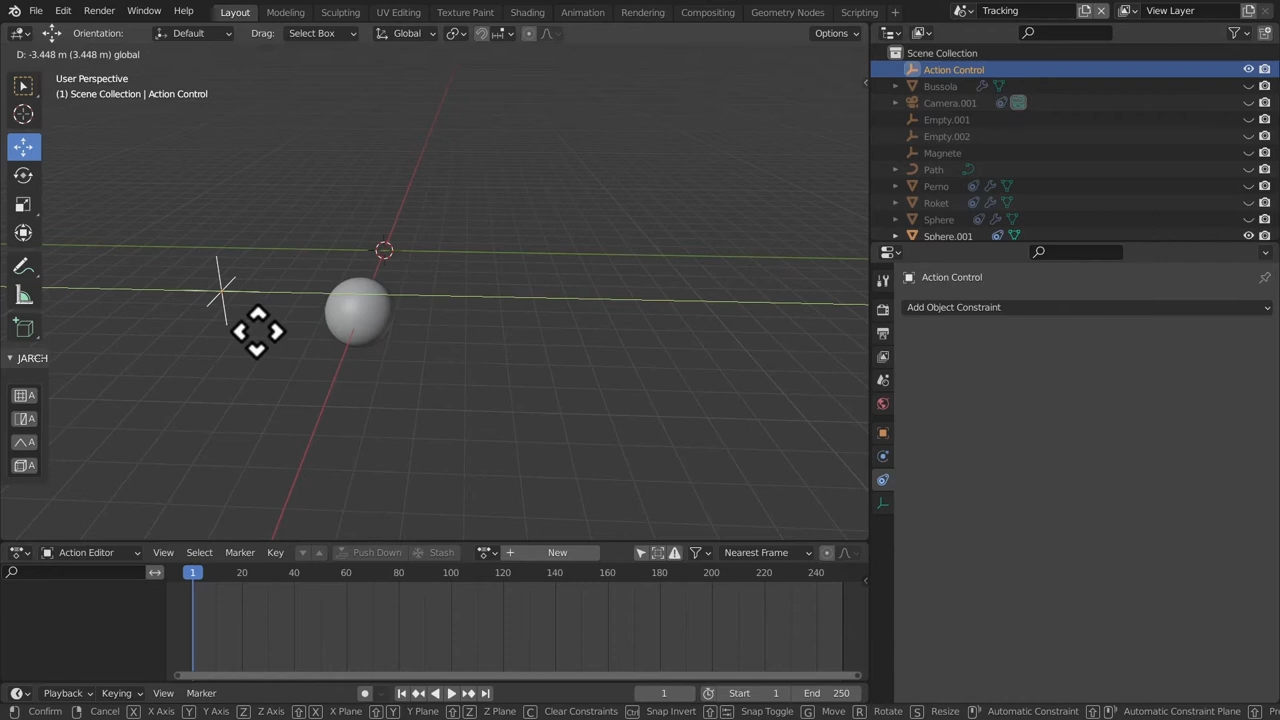 File Edit Render Window Help Layout Modeling Sculpting UV Editing Texture Paint Shading Animation Rendering Compositing Geometry Nodes Scripting + Tracking View Layer
Orientation: Default Drag: Select Box Global Options
D: -3.448 m (3.448 m) global
User Perspective
(1) Scene Collection | Action Control
JARCH
A
A
A
A
Scene Collection
Action Control
Bussola
Camera.001
Empty.001
Empty.002
Magnete
Path
Perno
Roket
Sphere
Sphere.001
Action Control
Add Object Constraint
Action Editor View Select Marker Key Push Down Stash + New Nearest Frame
1 20 40 60 80 100 120 140 160 180 200 220 240
Playback Keying View Marker 1 Start 1 End 250
Confirm Cancel X X Axis Y Y Axis Z Z Axis X X Plane Y Y Plane Z Z Plane C Clear Constraints Ctrl Snap Invert Snap Toggle G Move R Rotate S Resize Automatic Constraint Automatic Constraint Plane